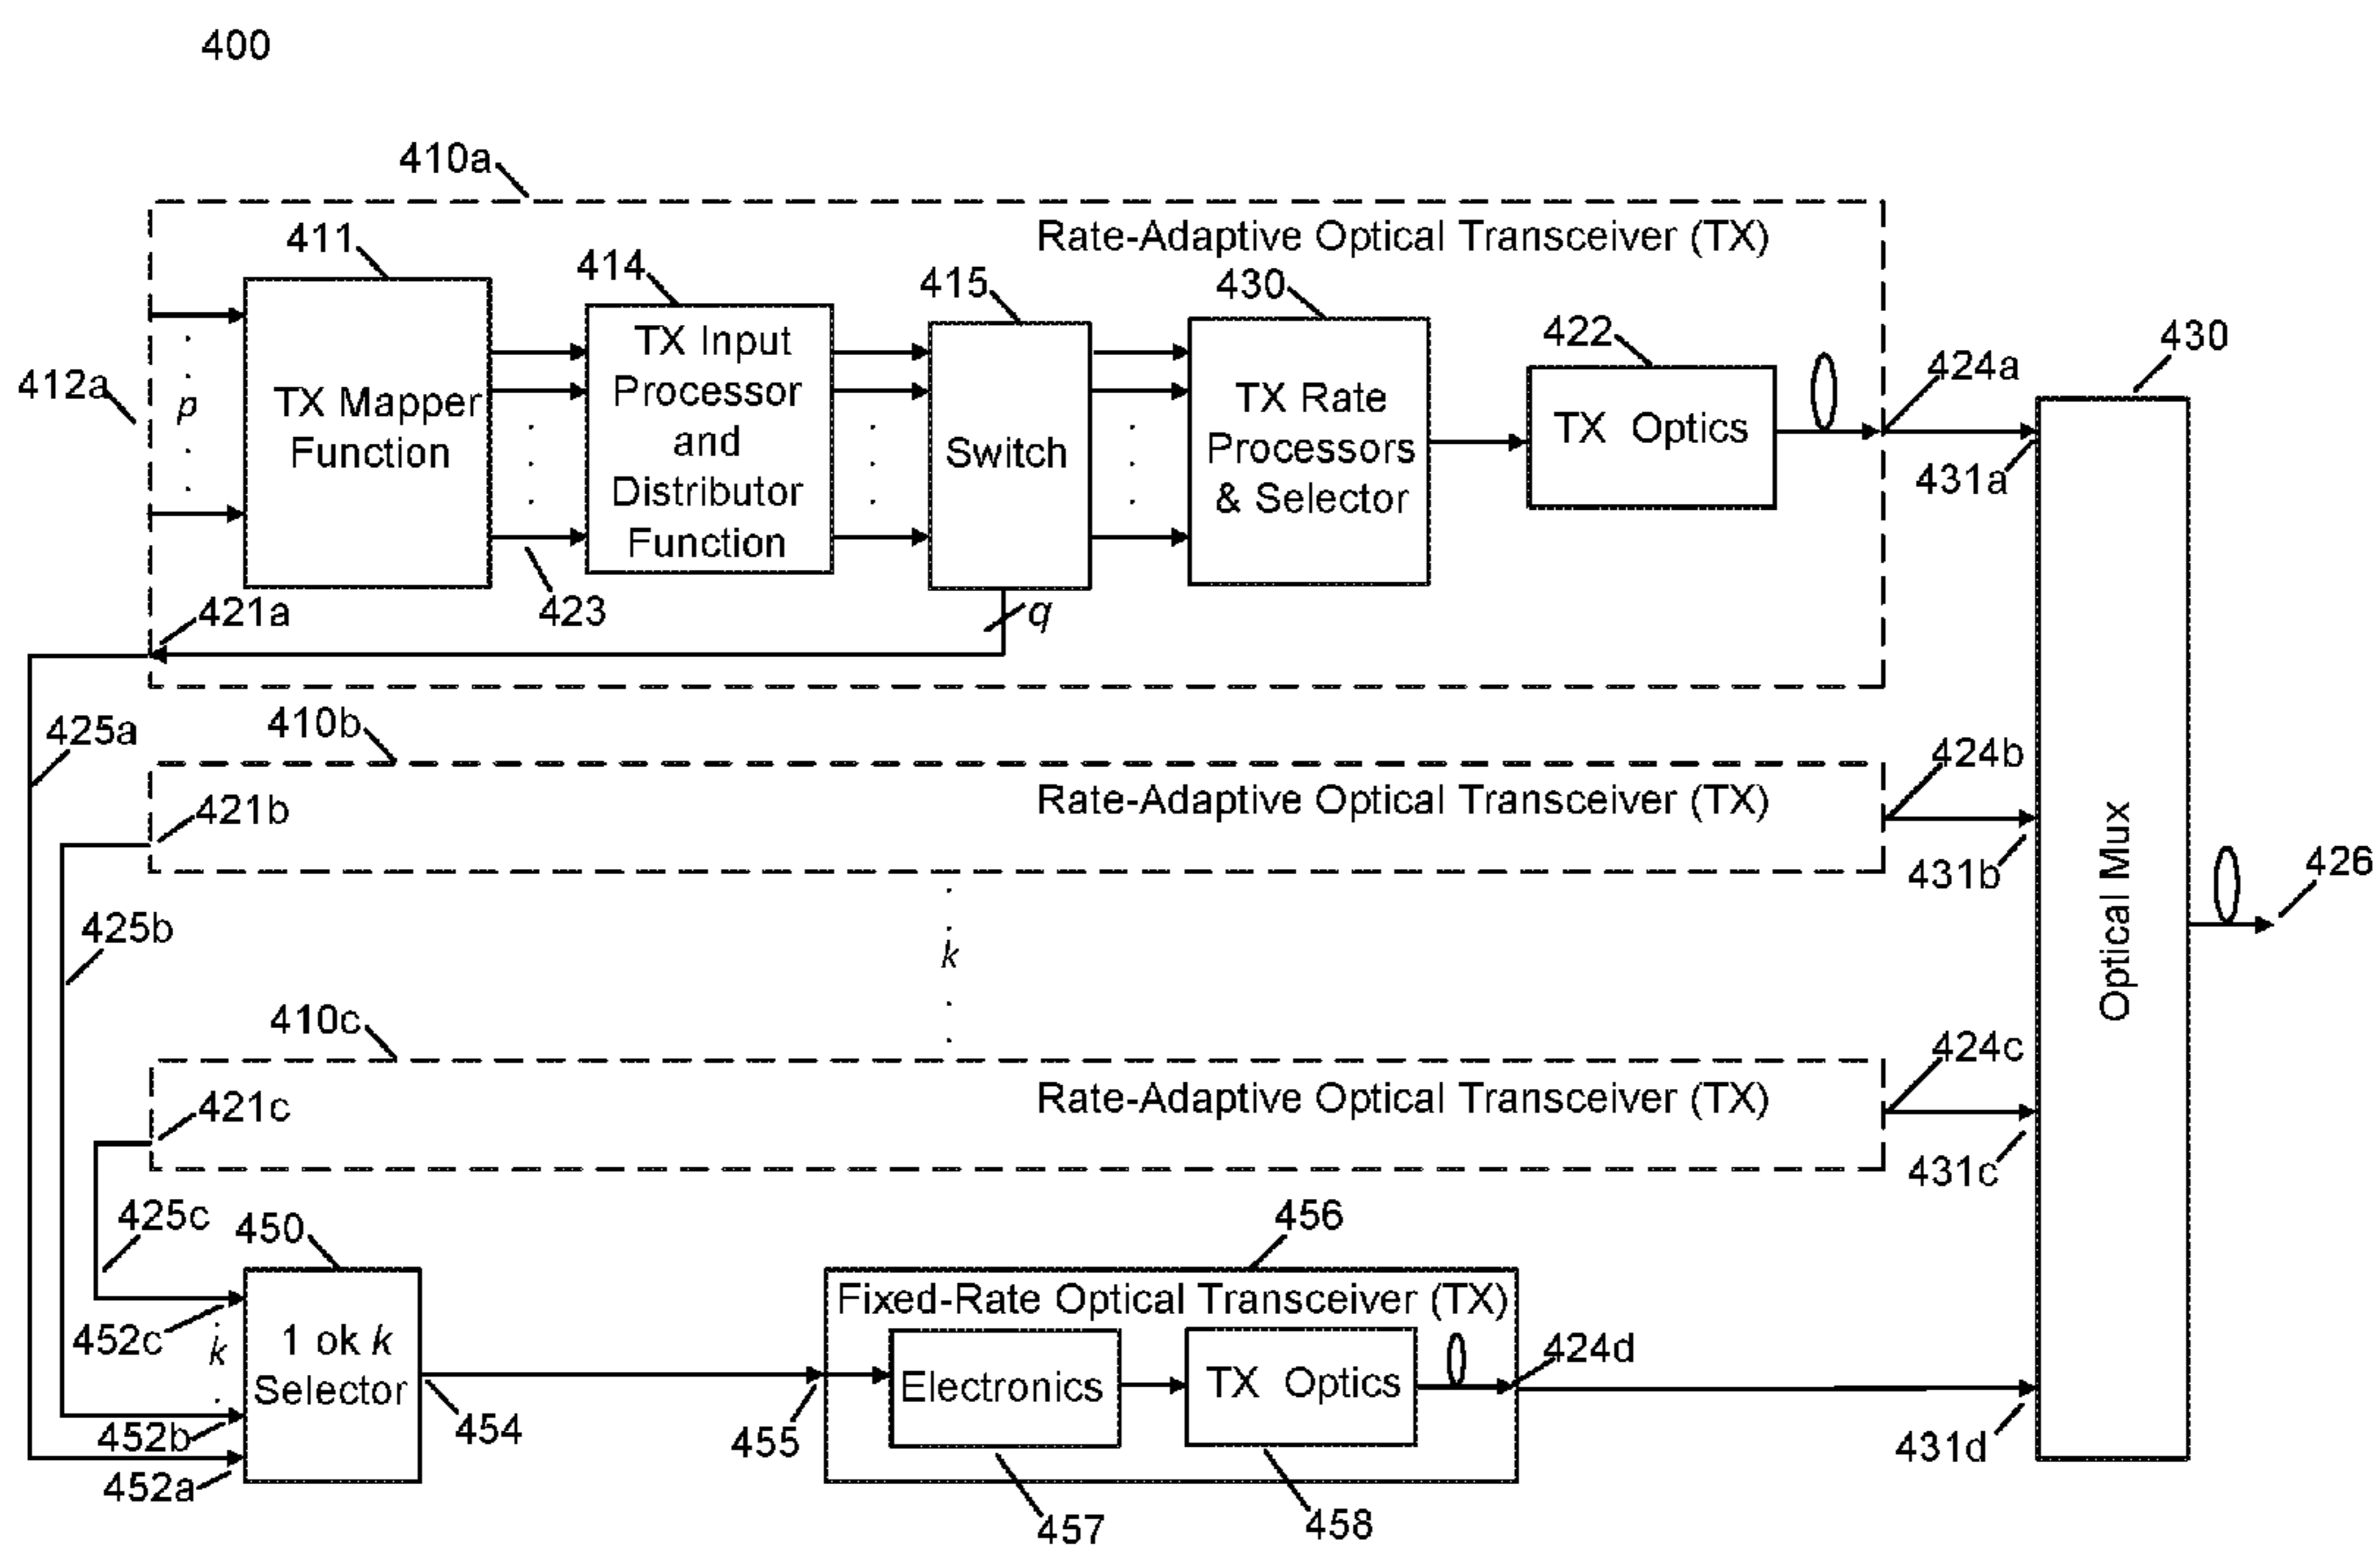 400
410a
Rate-Adaptive Optical Transceiver (TX)
411
414
415
430
422
424a
430
412a
p
TX Mapper
Function
TX Input
Processor
and
Distributor
Function
Switch
TX Rate
Processors
& Selector
TX Optics
431a
423
421a
q
425a
410b
Rate-Adaptive Optical Transceiver (TX)
424b
421b
431b
Optical Mux
426
425b
k
410c
Rate-Adaptive Optical Transceiver (TX)
424c
421c
431c
425c
450
456
Fixed-Rate Optical Transceiver (TX)
452c
k
1 ok k
Selector
Electronics
TX Optics
424d
452b
454
455
431d
452a
457
458